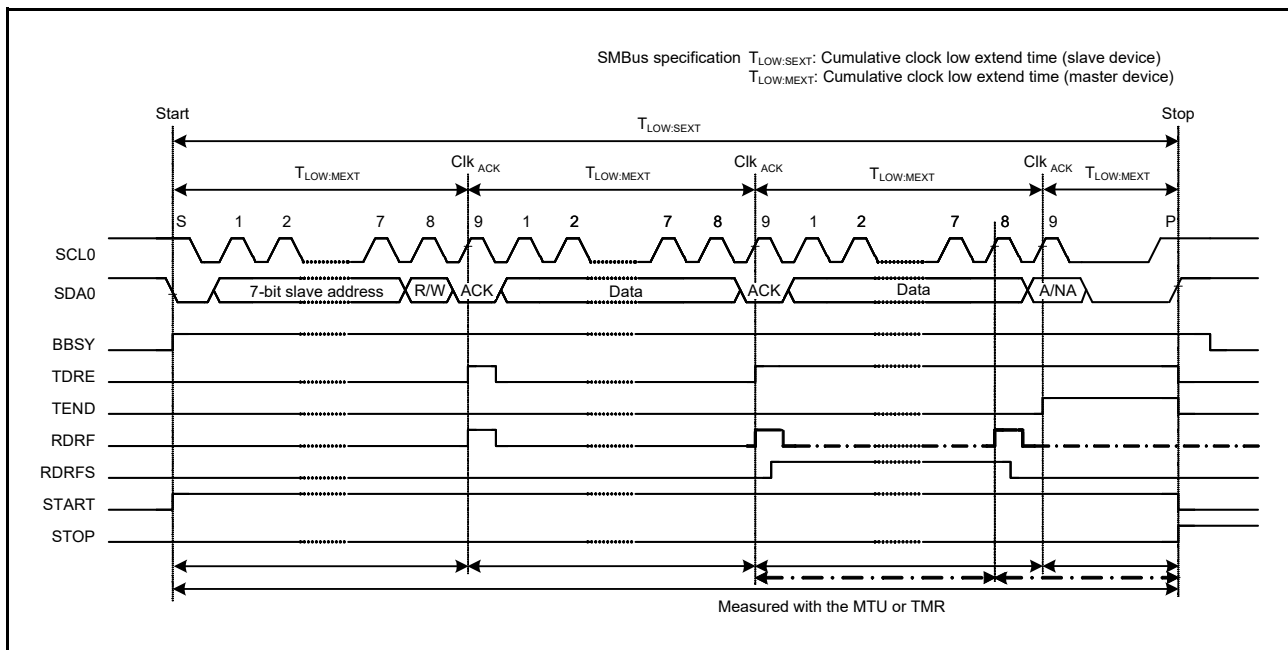 SMBus specification T_LOW:SEXT: Cumulative clock low extend time (slave device)
T_LOW:MEXT: Cumulative clock low extend time (master device)
Start Stop
T_LOW:SEXT
Clk ACK Clk ACK Clk ACK
T_LOW:MEXT T_LOW:MEXT T_LOW:MEXT T_LOW:MEXT
S 1 2 7 8 9 1 2 7 8 9 1 2 7 8 9 P
SCL0
SDA0 7-bit slave address R/W ACK Data ACK Data A/NA
BBSY
TDRE
TEND
RDRF
RDRFS
START
STOP
Measured with the MTU or TMR